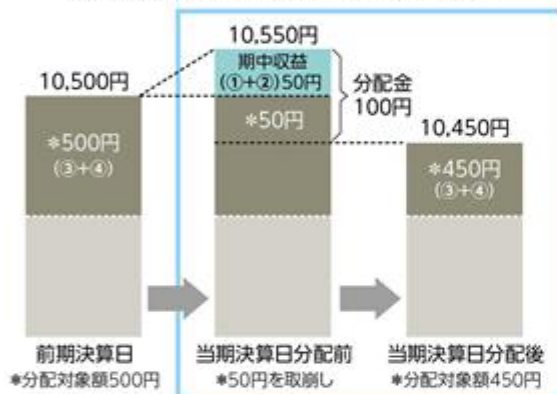 10,550円
期中収益
(①+②)50円
分配金
100円
10,500円
*500円
(③+④)
*50円
10,450円
*450円
(③+④)
前期決算日
*分配対象額500円
当期決算日分配前
*50円を取崩し
当期決算日分配後
*分配対象額450円